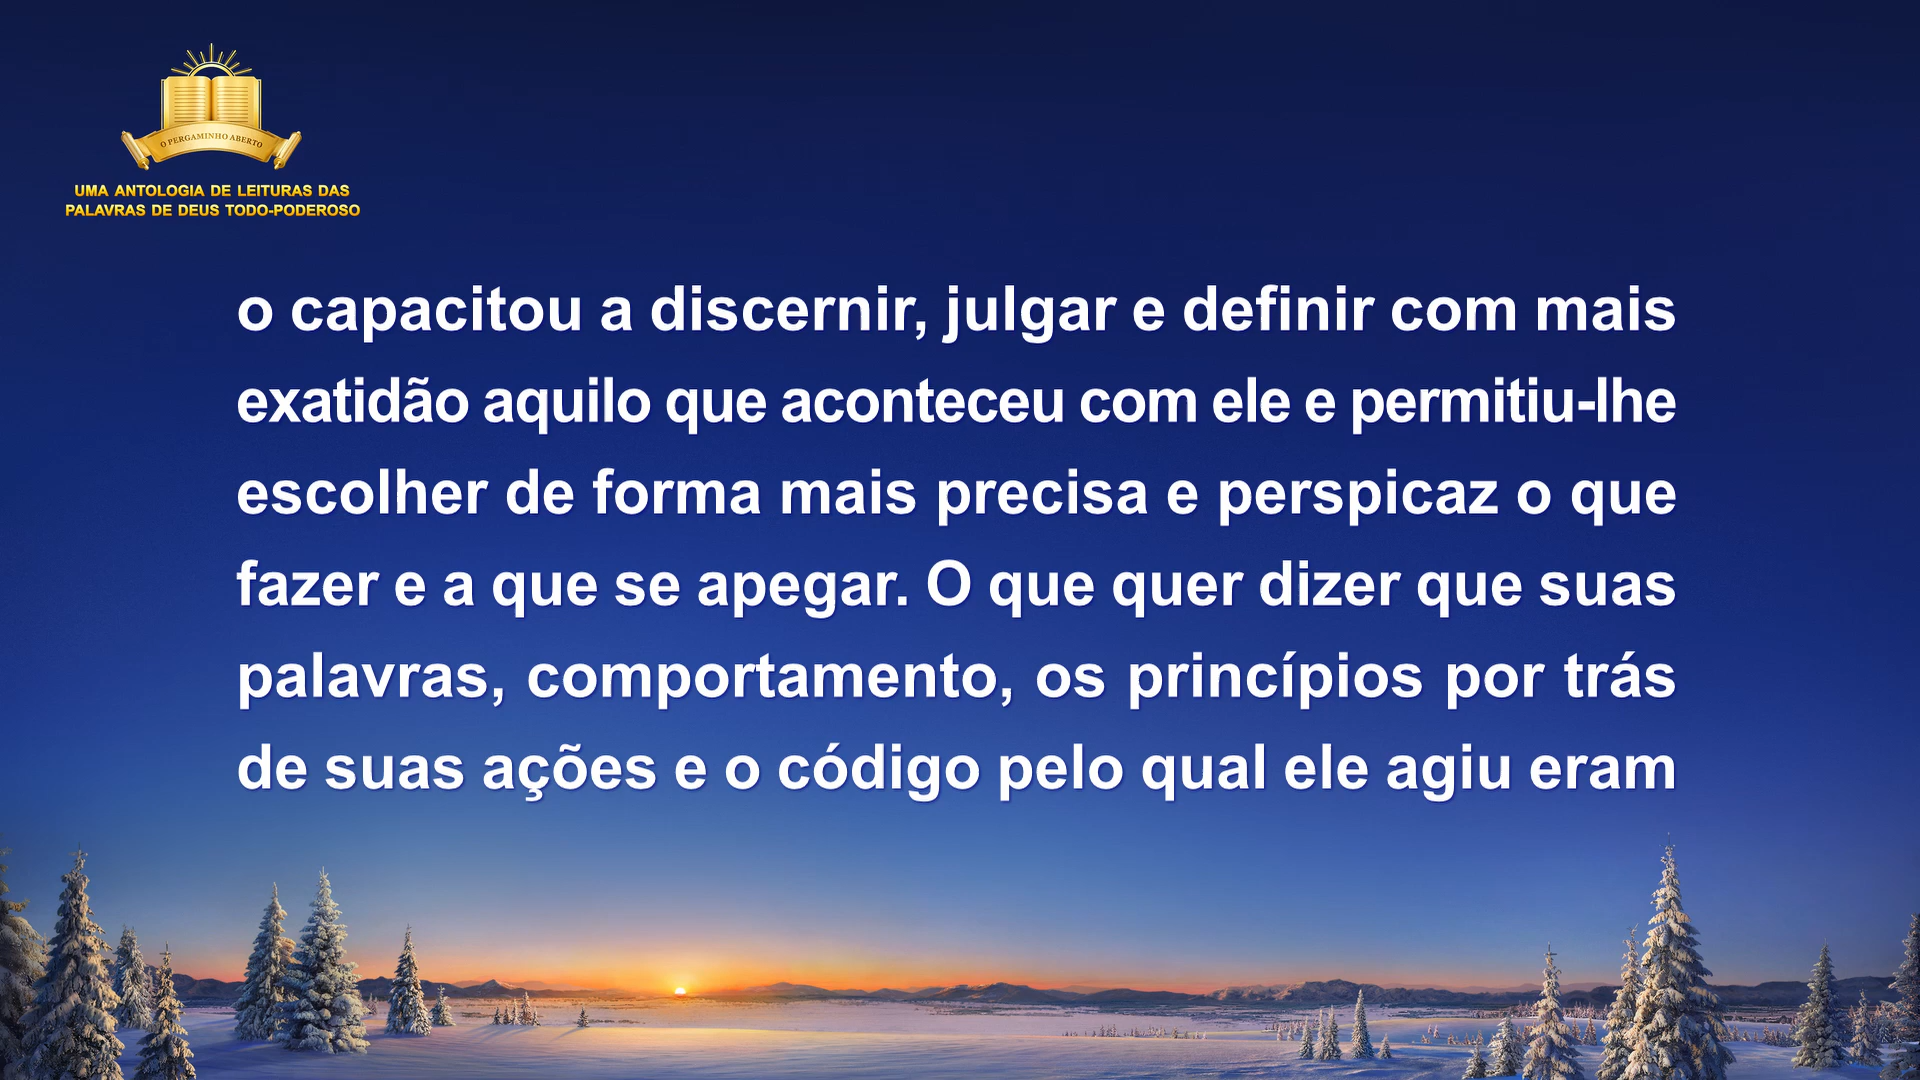 O PERGAMINHO ABERTO
UMA ANTOLOGIA DE LEITURAS DAS
PALAVRAS DE DEUS TODO-PODEROSO
o capacitou a discernir, julgar e definir com mais
exatidão aquilo que aconteceu com ele e permitiu-lhe
escolher de forma mais precisa e perspicaz o que
fazer e a que se apegar. O que quer dizer que suas
palavras, comportamento, os princípios por trás
de suas ações e o código pelo qual ele agiu eram